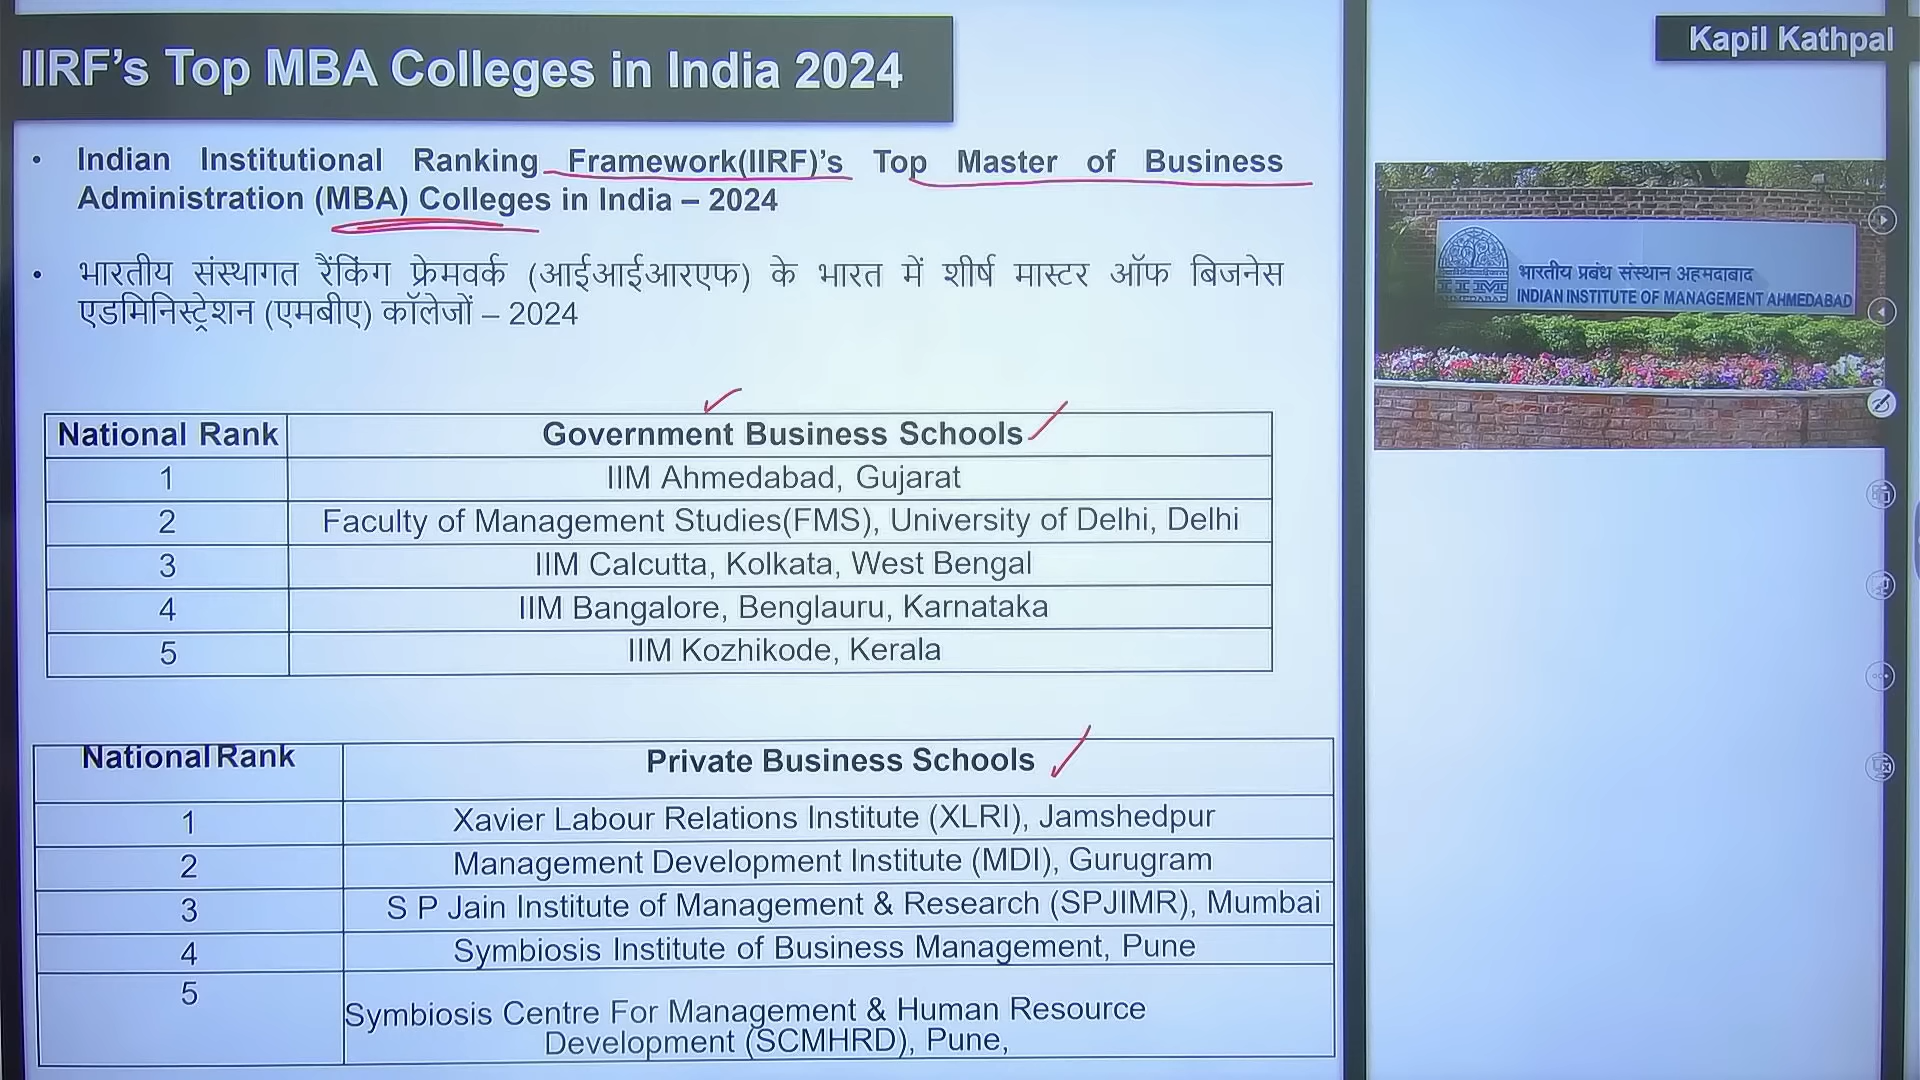 IIRF's Top MBA Colleges in India 2024
Kapil Kathpal
• Indian Institutional Ranking Framework(IIRF)'s Top Master of Business
Administration (MBA) Colleges in India – 2024
• भारतीय संस्थागत रैंकिंग फ्रेमवर्क (आईआईआरएफ) के भारत में शीर्ष मास्टर ऑफ बिजनेस
एडमिनिस्ट्रेशन (एमबीए) कॉलेजों – 2024
भारतीय प्रबंध संस्थान अहमदाबाद
INDIAN INSTITUTE OF MANAGEMENT AHMEDABAD
National Rank Government Business Schools
1 IIM Ahmedabad, Gujarat
2 Faculty of Management Studies(FMS), University of Delhi, Delhi
3 IIM Calcutta, Kolkata, West Bengal
4 IIM Bangalore, Benglauru, Karnataka
5 IIM Kozhikode, Kerala
National Rank Private Business Schools
1 Xavier Labour Relations Institute (XLRI), Jamshedpur
2 Management Development Institute (MDI), Gurugram
3 S P Jain Institute of Management & Research (SPJIMR), Mumbai
4 Symbiosis Institute of Business Management, Pune
5 Symbiosis Centre For Management & Human Resource
Development (SCMHRD), Pune,